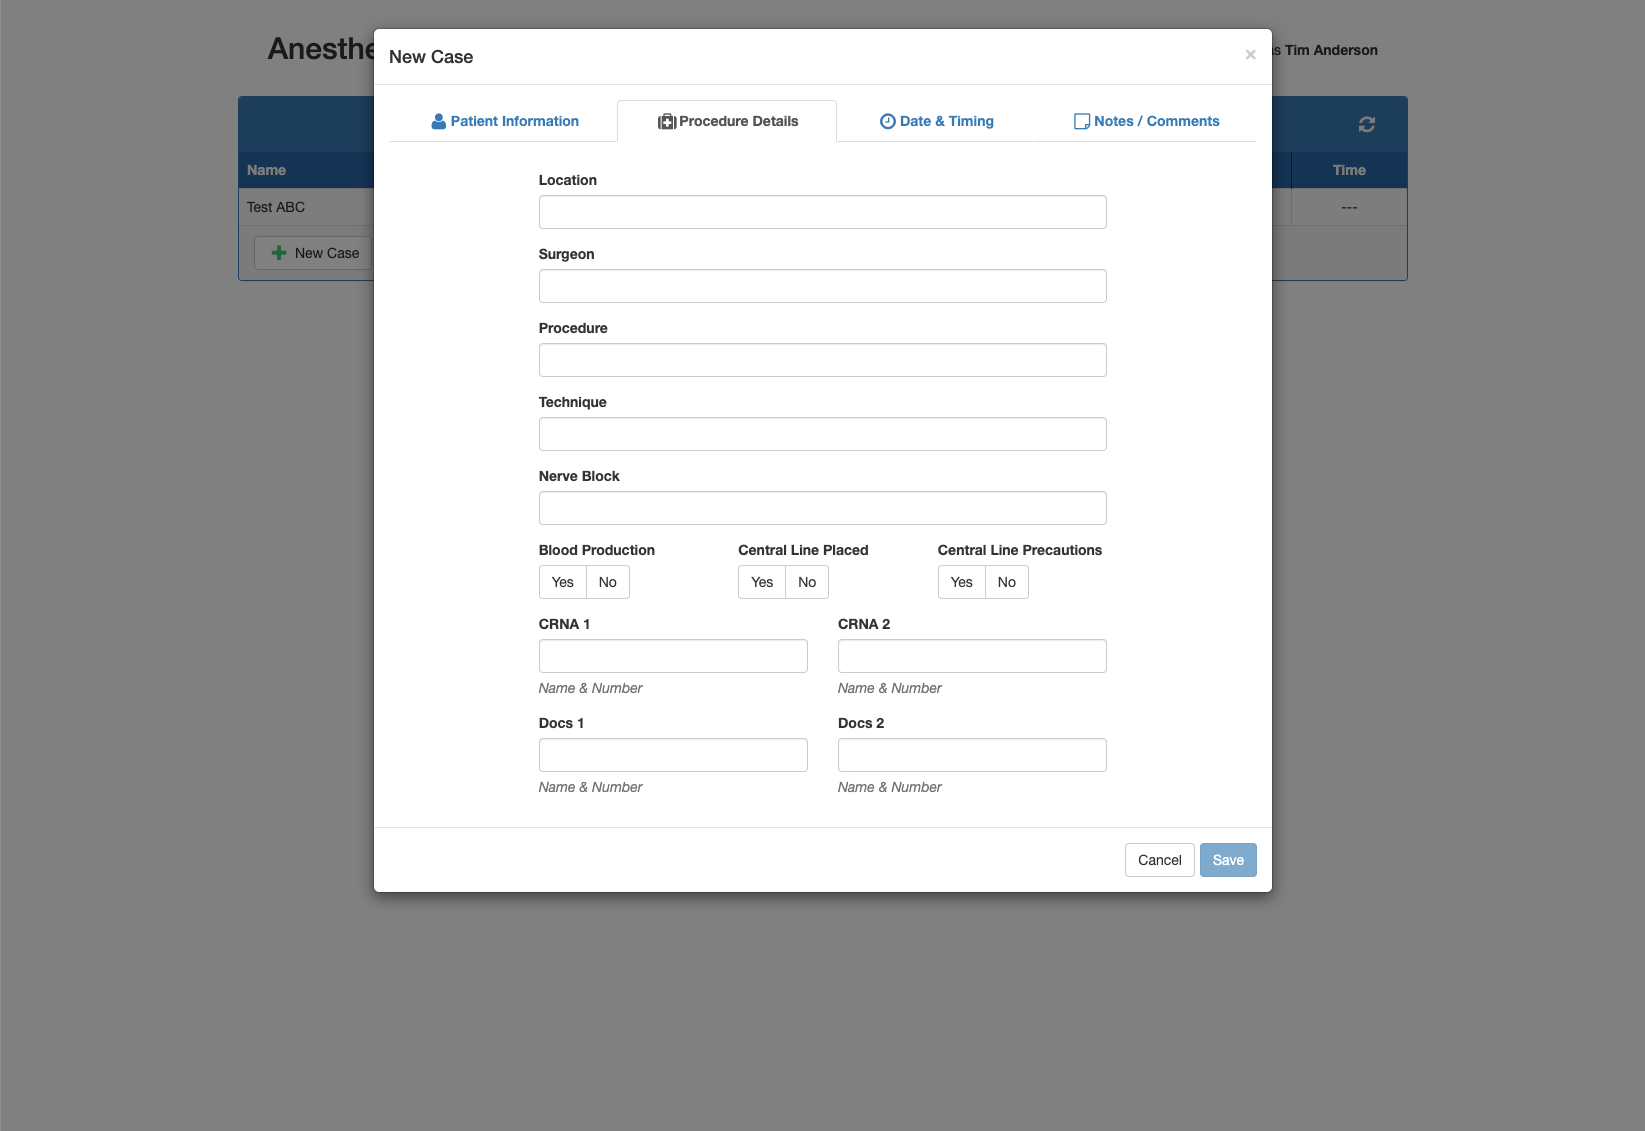 Anesthe
s Tim Anderson
New Case
×
Patient Information
Procedure Details
Date & Timing
Notes / Comments
Name
Time
Test ABC
---
New Case
Location
Surgeon
Procedure
Technique
Nerve Block
Blood Production
Central Line Placed
Central Line Precautions
Yes No
Yes No
Yes No
CRNA 1
CRNA 2
Name & Number
Name & Number
Docs 1
Docs 2
Name & Number
Name & Number
Cancel
Save